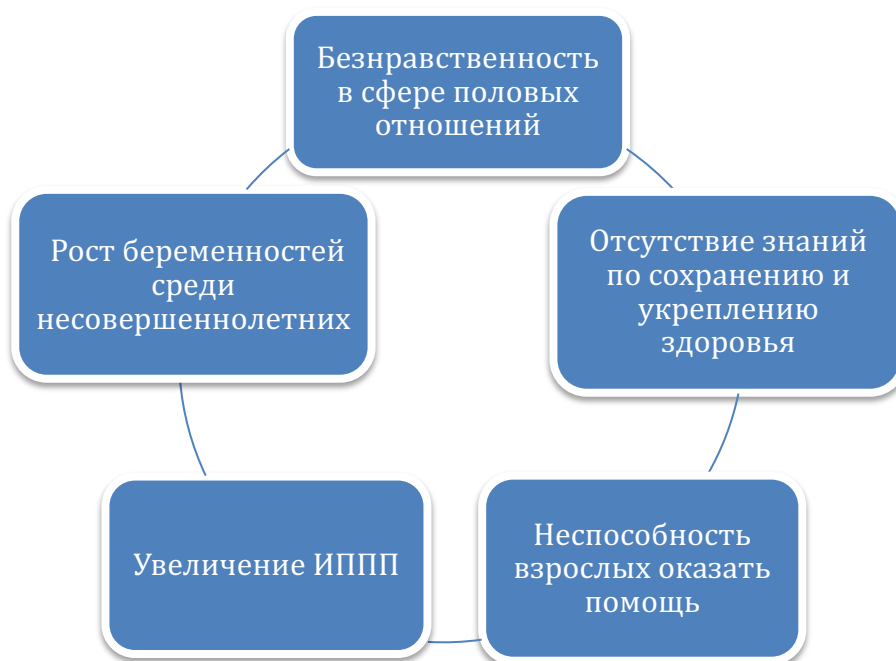 Безнравственность
в сфере половых
отношений
Рост беременностей
среди
несовершеннолетних
Отсутствие знаний
по сохранению и
укреплению
здоровья
Увеличение ИППП
Неспособность
взрослых оказать
помощь